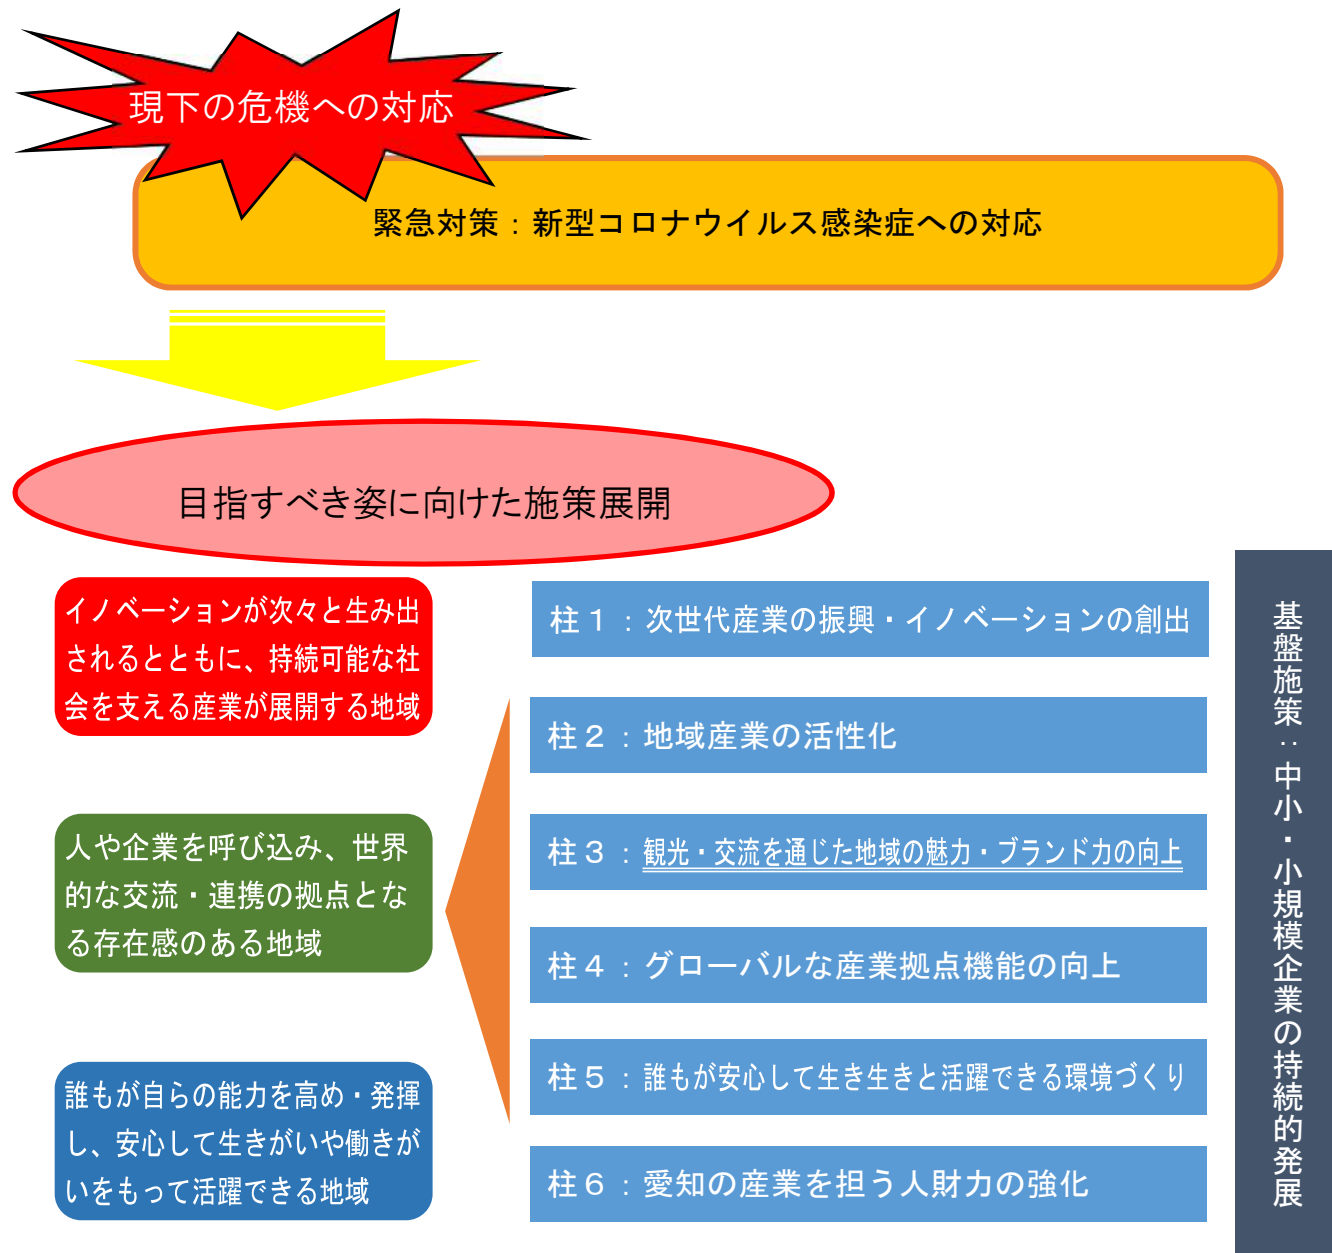 現下の危機への対応
緊急対策：新型コロナウイルス感染症への対応
目指すべき姿に向けた施策展開
イノベーションが次々と生み出
されるとともに、持続可能な社
会を支える産業が展開する地域
人や企業を呼び込み、世界
的な交流・連携の拠点とな
る存在感のある地域
誰もが自らの能力を高め・発揮
し、安心して生きがいや働きが
いをもって活躍できる地域
柱１：次世代産業の振興・イノベーションの創出
柱２：地域産業の活性化
柱３：観光・交流を通じた地域の魅力・ブランド力の向上
柱４：グローバルな産業拠点機能の向上
柱５：誰もが安心して生き生きと活躍できる環境づくり
柱６：愛知の産業を担う人財力の強化
基盤施策：中小・小規模企業の持続的発展